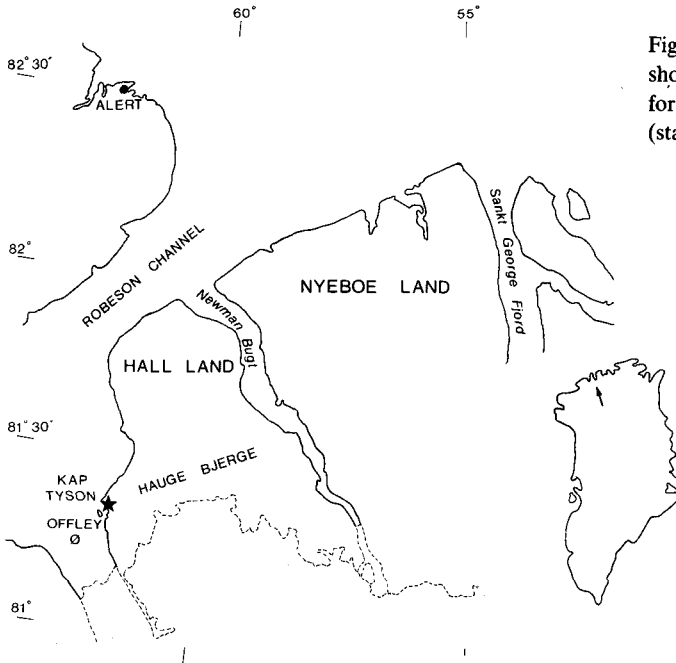 60°
55°
82° 30'
ALERT
Fig
sho
for
(sta
82°
ROBESON CHANNEL
Newman Bugt
NYEBOE LAND
Sankt George Fjord
HALL LAND
81° 30'
HAUGE BJERGE
KAP
TYSON
OFFLEY
Ø
81°